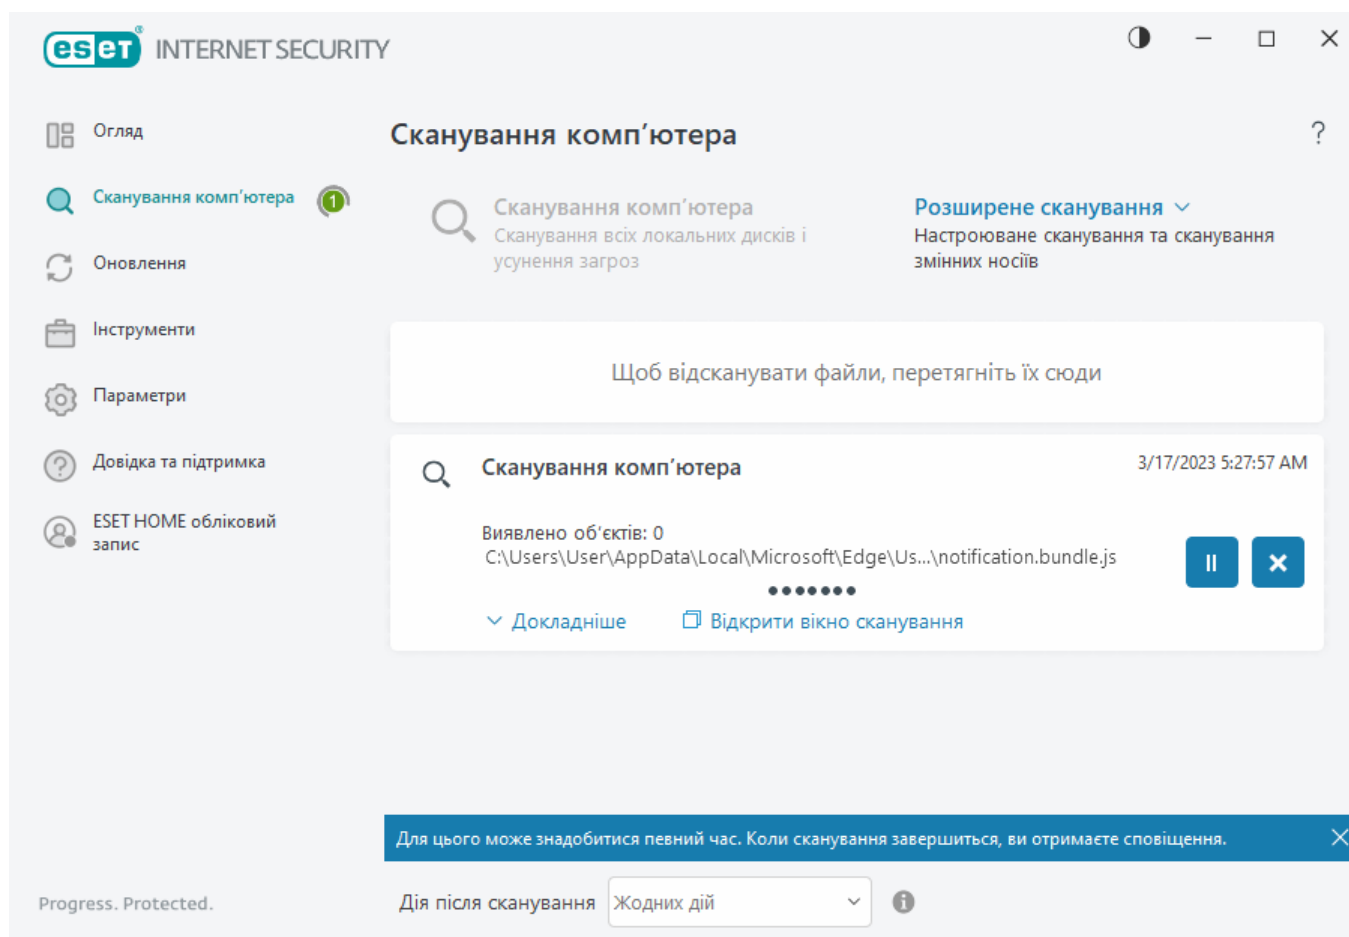 eset® INTERNET SECURITY
Огляд
Сканування комп’ютера 1
Оновлення
Інструменти
Параметри
Довідка та підтримка
ESET HOME обліковий
запис
Progress. Protected.
Сканування комп’ютера
?
Сканування комп’ютера
Сканування всіх локальних дисків і
усунення загроз
Розширене сканування
Настроюване сканування та сканування
змінних носіїв
Щоб відсканувати файли, перетягніть їх сюди
Сканування комп’ютера
3/17/2023 5:27:57 AM
Виявлено об’єктів: 0
C:\Users\User\AppData\Local\Microsoft\Edge\Us...\notification.bundle.js
Докладніше
Відкрити вікно сканування
Для цього може знадобитися певний час. Коли сканування завершиться, ви отримаєте сповіщення.
Дія після сканування
Жодних дій